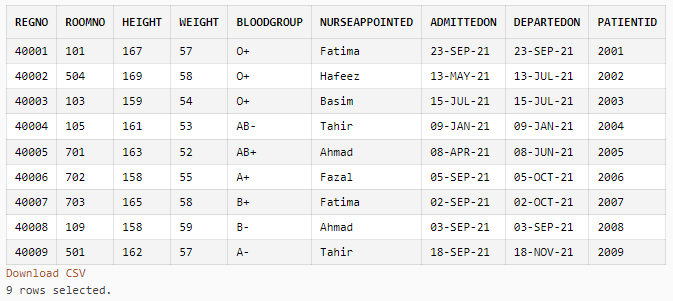 REGNO ROOMNO HEIGHT WEIGHT BLOODGROUP NURSEAPPOINTED ADMITTEDON DEPARTEDON PATIENTID
40001 101 167 57 O+ Fatima 23-SEP-21 23-SEP-21 2001
40002 504 169 58 O+ Hafeez 13-MAY-21 13-JUL-21 2002
40003 103 159 54 O+ Basim 15-JUL-21 15-JUL-21 2003
40004 105 161 53 AB- Tahir 09-JAN-21 09-JAN-21 2004
40005 701 163 52 AB+ Ahmad 08-APR-21 08-JUN-21 2005
40006 702 158 55 A+ Fazal 05-SEP-21 05-OCT-21 2006
40007 703 165 58 B+ Fatima 02-SEP-21 02-OCT-21 2007
40008 109 158 59 B- Ahmad 03-SEP-21 03-SEP-21 2008
40009 501 162 57 A- Tahir 18-SEP-21 18-NOV-21 2009
Download CSV
9 rows selected.